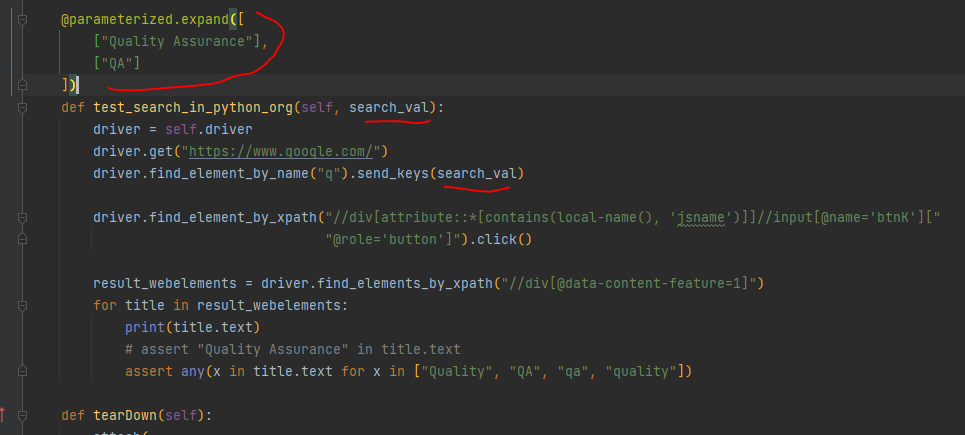 @parameterized.expand([
["Quality Assurance"],
["QA"]
])
def test_search_in_python_org(self, search_val):
driver = self.driver
driver.get("https://www.google.com/")
driver.find_element_by_name("q").send_keys(search_val)
driver.find_element_by_xpath("//div[attribute::*[contains(local-name(), 'jsname')]]//input[@name='btnK']["
"@role='button']").click()
result_webelements = driver.find_elements_by_xpath("//div[@data-content-feature=1]")
for title in result_webelements:
print(title.text)
# assert "Quality Assurance" in title.text
assert any(x in title.text for x in ["Quality", "QA", "qa", "quality"])
def tearDown(self):